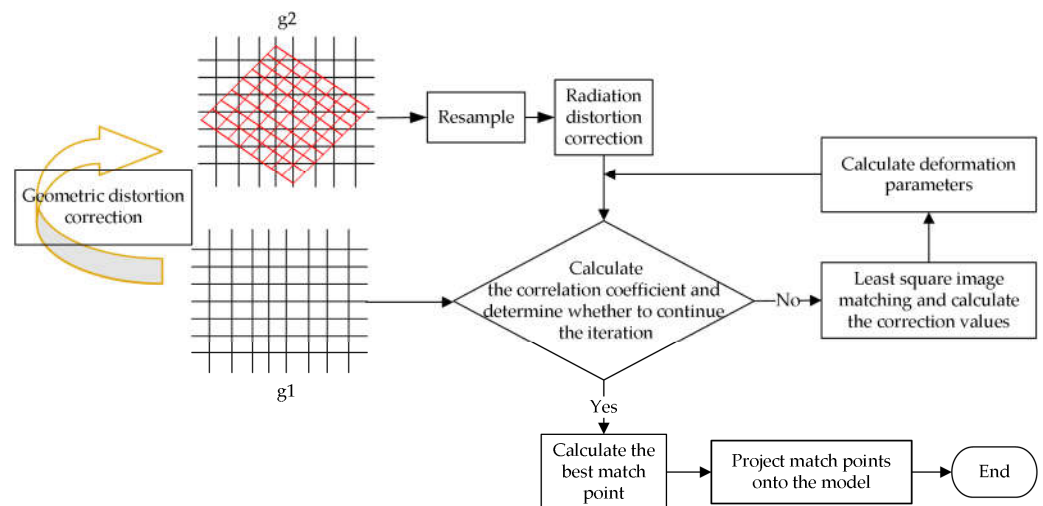 g2
Resample
Radiation
distortion
correction
Calculate deformation
parameters
Geometric distortion
correction
Calculate
the correlation coefficient and
determine whether to continue
the iteration
No
Least square image
matching and calculate
the correction values
g1
Yes
Calculate the
best match
point
Project match points
onto the model
End